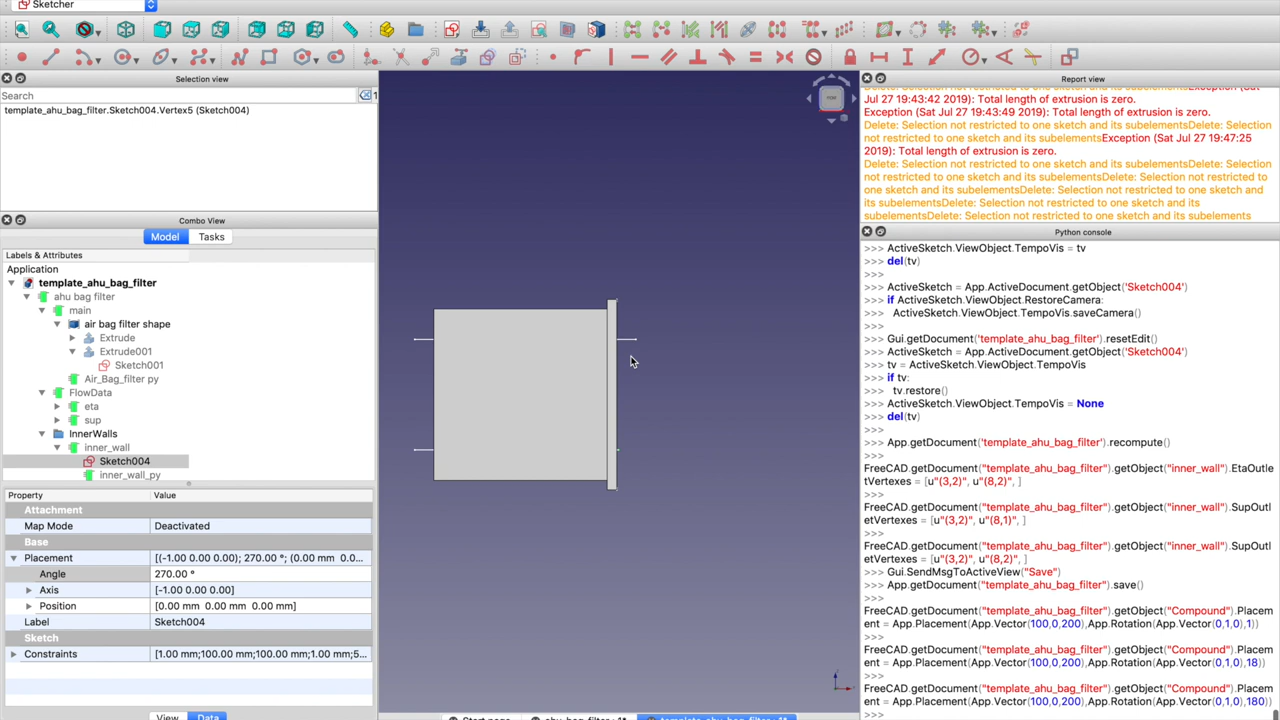 Sketcher
Selection view
Search
1
template_ahu_bag_filter.Sketch004.Vertex5 (Sketch004)
Combo View
Model
Tasks
Labels & Attributes
Application
template_ahu_bag_filter
ahu bag filter
main
air bag filter shape
Extrude
Extrude001
Sketch001
Air_Bag_filter py
FlowData
eta
sup
InnerWalls
inner_wall
Sketch004
inner_wall_py
Property
Value
Attachment
Map Mode
Deactivated
Base
Placement
[(-1.00 0.00 0.00); 270.00 °; (0.00 mm 0.0...
Angle
270.00 °
Axis
[-1.00 0.00 0.00]
Position
[0.00 mm 0.00 mm 0.00 mm]
Label
Sketch004
Sketch
Constraints
[1.00 mm;100.00 mm;100.00 mm;1.00 mm;5...
View
Data
TOP
Start page
Report view
Delete: Selection not restricted to one sketch and its subelementsException (Sat
Jul 27 19:43:42 2019): Total length of extrusion is zero.
Exception (Sat Jul 27 19:43:49 2019): Total length of extrusion is zero.
Delete: Selection not restricted to one sketch and its subelementsDelete: Selection
not restricted to one sketch and its subelementsException (Sat Jul 27 19:47:25
2019): Total length of extrusion is zero.
Delete: Selection not restricted to one sketch and its subelementsDelete: Selection
not restricted to one sketch and its subelementsDelete: Selection not restricted to
one sketch and its subelementsDelete: Selection not restricted to one sketch and
its subelementsDelete: Selection not restricted to one sketch and its
subelementsDelete: Selection not restricted to one sketch and its subelements
Python console
>>> ActiveSketch.ViewObject.TempoVis = tv
>>> del(tv)
>>>
>>> ActiveSketch = App.ActiveDocument.getObject('Sketch004')
>>> if ActiveSketch.ViewObject.RestoreCamera:
>>> ActiveSketch.ViewObject.TempoVis.saveCamera()
>>>
>>> Gui.getDocument('template_ahu_bag_filter').resetEdit()
>>> ActiveSketch = App.ActiveDocument.getObject('Sketch004')
>>> tv = ActiveSketch.ViewObject.TempoVis
>>> if tv:
>>> tv.restore()
>>> ActiveSketch.ViewObject.TempoVis = None
>>> del(tv)
>>>
>>> App.getDocument('template_ahu_bag_filter').recompute()
>>>
FreeCAD.getDocument("template_ahu_bag_filter").getObject("inner_wall").EtaOutle
tVertexes = [u"(3,2)", u"(8,2)", ]
>>>
FreeCAD.getDocument("template_ahu_bag_filter").getObject("inner_wall").SupOutl
etVertexes = [u"(3,2)", u"(8,1)", ]
>>>
FreeCAD.getDocument("template_ahu_bag_filter").getObject("inner_wall").SupOutl
etVertexes = [u"(3,2)", u"(8,2)", ]
>>> Gui.SendMsgToActiveView("Save")
>>> App.getDocument("template_ahu_bag_filter").save()
>>>
FreeCAD.getDocument("template_ahu_bag_filter").getObject("Compound").Placem
ent = App.Placement(App.Vector(100,0,200),App.Rotation(App.Vector(0,1,0),1))
>>>
FreeCAD.getDocument("template_ahu_bag_filter").getObject("Compound").Placem
ent = App.Placement(App.Vector(100,0,200),App.Rotation(App.Vector(0,1,0),18))
>>>
FreeCAD.getDocument("template_ahu_bag_filter").getObject("Compound").Placem
ent = App.Placement(App.Vector(100,0,200),App.Rotation(App.Vector(0,1,0),180))
>>>